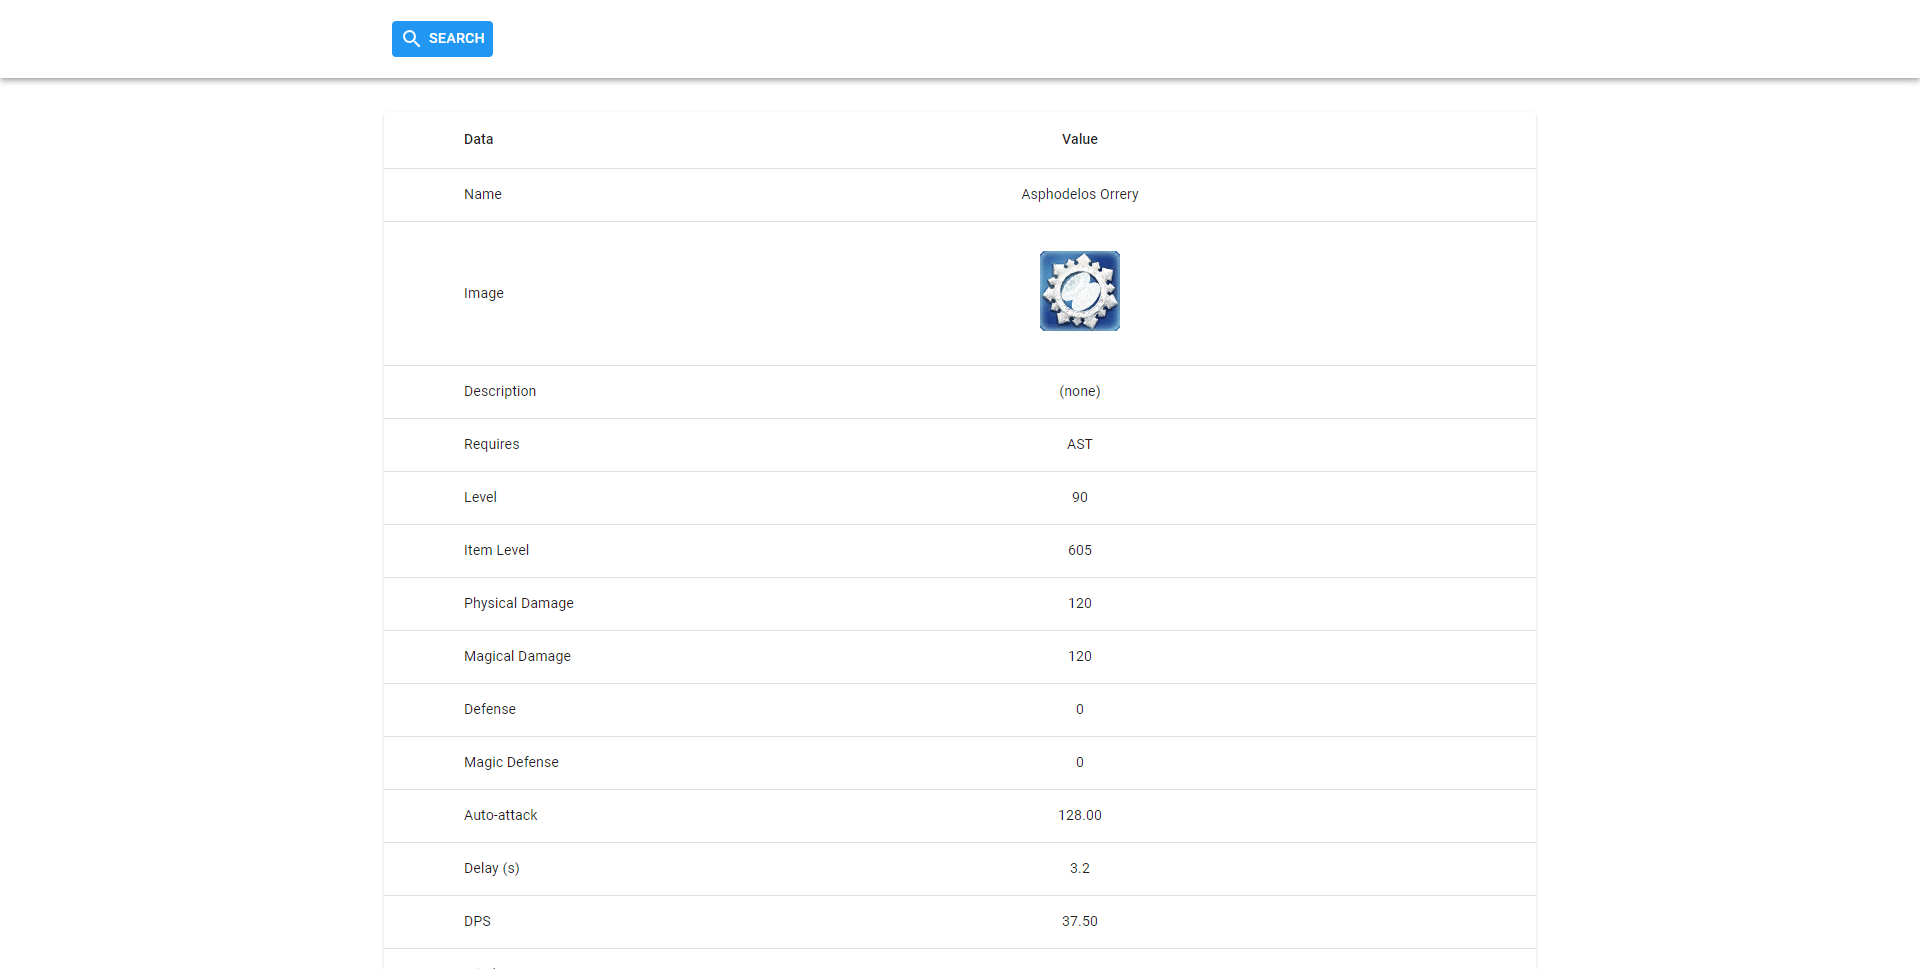 SEARCH
Data Value
Name Asphodelos Orrery
Image
Description (none)
Requires AST
Level 90
Item Level 605
Physical Damage 120
Magical Damage 120
Defense 0
Magic Defense 0
Auto-attack 128.00
Delay (s) 3.2
DPS 37.50